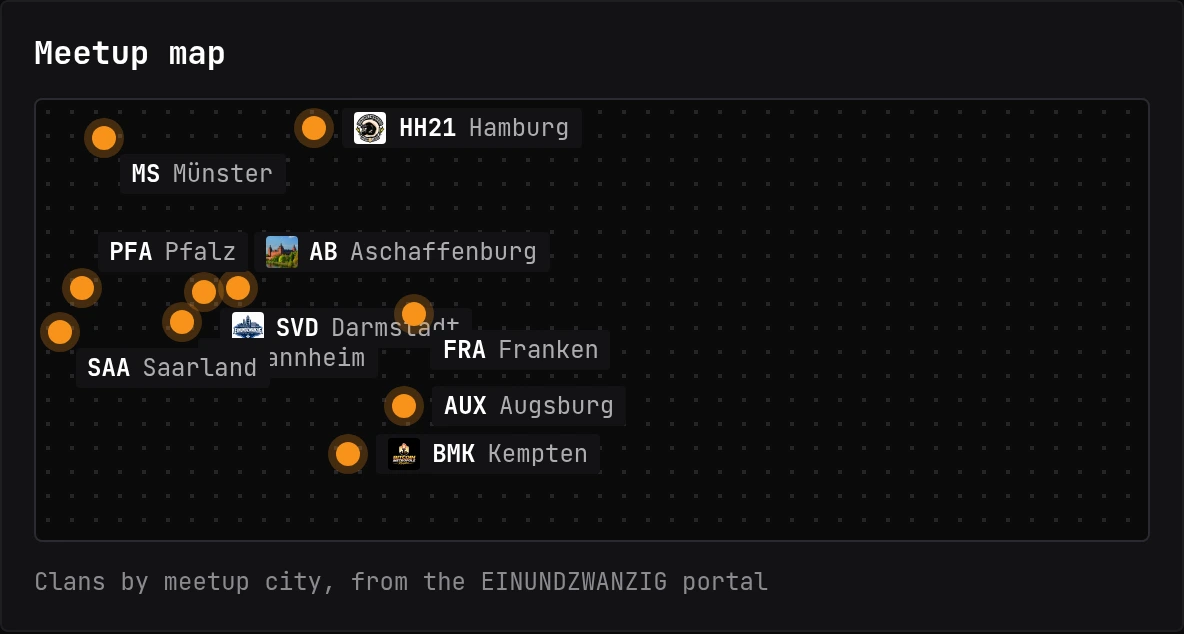 Meetup map
HH21 Hamburg
MS Münster
PFA Pfalz
AB Aschaffenburg
SVD Darmstadt
FRA Franken
annheim
SAA Saarland
AUX Augsburg
BMK Kempten
Clans by meetup city, from the EINUNDZWANZIG portal